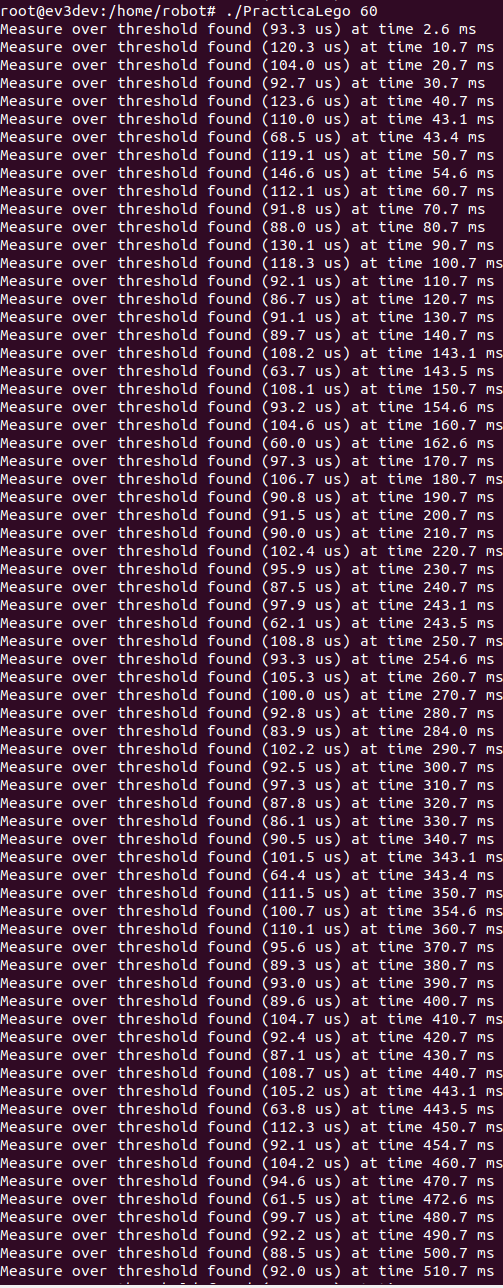 root@ev3dev:/home/robot# ./PracticaLego 60
Measure over threshold found (93.3 us) at time 2.6 ms
Measure over threshold found (120.3 us) at time 10.7 ms
Measure over threshold found (104.0 us) at time 20.7 ms
Measure over threshold found (92.7 us) at time 30.7 ms
Measure over threshold found (123.6 us) at time 40.7 ms
Measure over threshold found (110.0 us) at time 43.1 ms
Measure over threshold found (68.5 us) at time 43.4 ms
Measure over threshold found (119.1 us) at time 50.7 ms
Measure over threshold found (146.6 us) at time 54.6 ms
Measure over threshold found (112.1 us) at time 60.7 ms
Measure over threshold found (91.8 us) at time 70.7 ms
Measure over threshold found (88.0 us) at time 80.7 ms
Measure over threshold found (130.1 us) at time 90.7 ms
Measure over threshold found (118.3 us) at time 100.7 ms
Measure over threshold found (92.1 us) at time 110.7 ms
Measure over threshold found (86.7 us) at time 120.7 ms
Measure over threshold found (91.1 us) at time 130.7 ms
Measure over threshold found (89.7 us) at time 140.7 ms
Measure over threshold found (108.2 us) at time 143.1 ms
Measure over threshold found (63.7 us) at time 143.5 ms
Measure over threshold found (108.1 us) at time 150.7 ms
Measure over threshold found (93.2 us) at time 154.6 ms
Measure over threshold found (104.6 us) at time 160.7 ms
Measure over threshold found (60.0 us) at time 162.6 ms
Measure over threshold found (97.3 us) at time 170.7 ms
Measure over threshold found (106.7 us) at time 180.7 ms
Measure over threshold found (90.8 us) at time 190.7 ms
Measure over threshold found (91.5 us) at time 200.7 ms
Measure over threshold found (90.0 us) at time 210.7 ms
Measure over threshold found (102.4 us) at time 220.7 ms
Measure over threshold found (95.9 us) at time 230.7 ms
Measure over threshold found (87.5 us) at time 240.7 ms
Measure over threshold found (97.9 us) at time 243.1 ms
Measure over threshold found (62.1 us) at time 243.5 ms
Measure over threshold found (108.8 us) at time 250.7 ms
Measure over threshold found (93.3 us) at time 254.6 ms
Measure over threshold found (105.3 us) at time 260.7 ms
Measure over threshold found (100.0 us) at time 270.7 ms
Measure over threshold found (92.8 us) at time 280.7 ms
Measure over threshold found (83.9 us) at time 284.0 ms
Measure over threshold found (102.2 us) at time 290.7 ms
Measure over threshold found (92.5 us) at time 300.7 ms
Measure over threshold found (97.3 us) at time 310.7 ms
Measure over threshold found (87.8 us) at time 320.7 ms
Measure over threshold found (86.1 us) at time 330.7 ms
Measure over threshold found (90.5 us) at time 340.7 ms
Measure over threshold found (101.5 us) at time 343.1 ms
Measure over threshold found (64.4 us) at time 343.4 ms
Measure over threshold found (111.5 us) at time 350.7 ms
Measure over threshold found (100.7 us) at time 354.6 ms
Measure over threshold found (110.1 us) at time 360.7 ms
Measure over threshold found (95.6 us) at time 370.7 ms
Measure over threshold found (89.3 us) at time 380.7 ms
Measure over threshold found (93.0 us) at time 390.7 ms
Measure over threshold found (89.6 us) at time 400.7 ms
Measure over threshold found (104.7 us) at time 410.7 ms
Measure over threshold found (92.4 us) at time 420.7 ms
Measure over threshold found (87.1 us) at time 430.7 ms
Measure over threshold found (108.7 us) at time 440.7 ms
Measure over threshold found (105.2 us) at time 443.1 ms
Measure over threshold found (63.8 us) at time 443.5 ms
Measure over threshold found (112.3 us) at time 450.7 ms
Measure over threshold found (92.1 us) at time 454.7 ms
Measure over threshold found (104.2 us) at time 460.7 ms
Measure over threshold found (94.6 us) at time 470.7 ms
Measure over threshold found (61.5 us) at time 472.6 ms
Measure over threshold found (99.7 us) at time 480.7 ms
Measure over threshold found (92.2 us) at time 490.7 ms
Measure over threshold found (88.5 us) at time 500.7 ms
Measure over threshold found (92.0 us) at time 510.7 ms